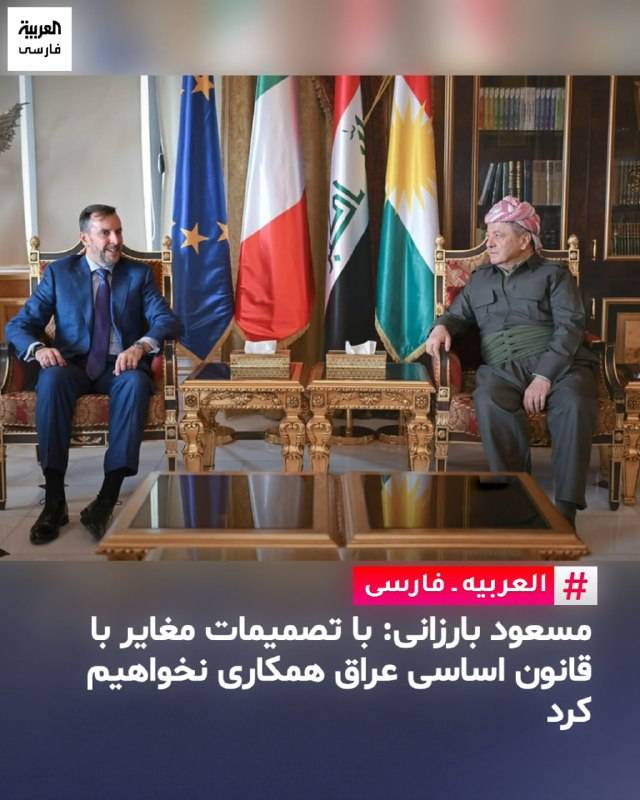 العربية
فارسی
# العربیه ـ فارسی
مسعود بارزانی: با تصمیمات مغایر با
قانون اساسی عراق همکاری نخواهیم
کرد